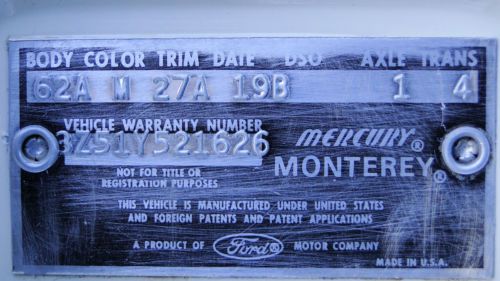 BODY COLOR TRIM DATE DSO AXLE TRANS
62A M 27A 19B 1 4
VEHICLE WARRANTY NUMBER
3Z51Y521626
MERCURY®
MONTEREY®
NOT FOR TITLE OR
REGISTRATION PURPOSES
THIS VEHICLE IS MANUFACTURED UNDER UNITED STATES
AND FOREIGN PATENTS AND PATENT APPLICATIONS
A PRODUCT OF Ford® MOTOR COMPANY
MADE IN U.S.A.